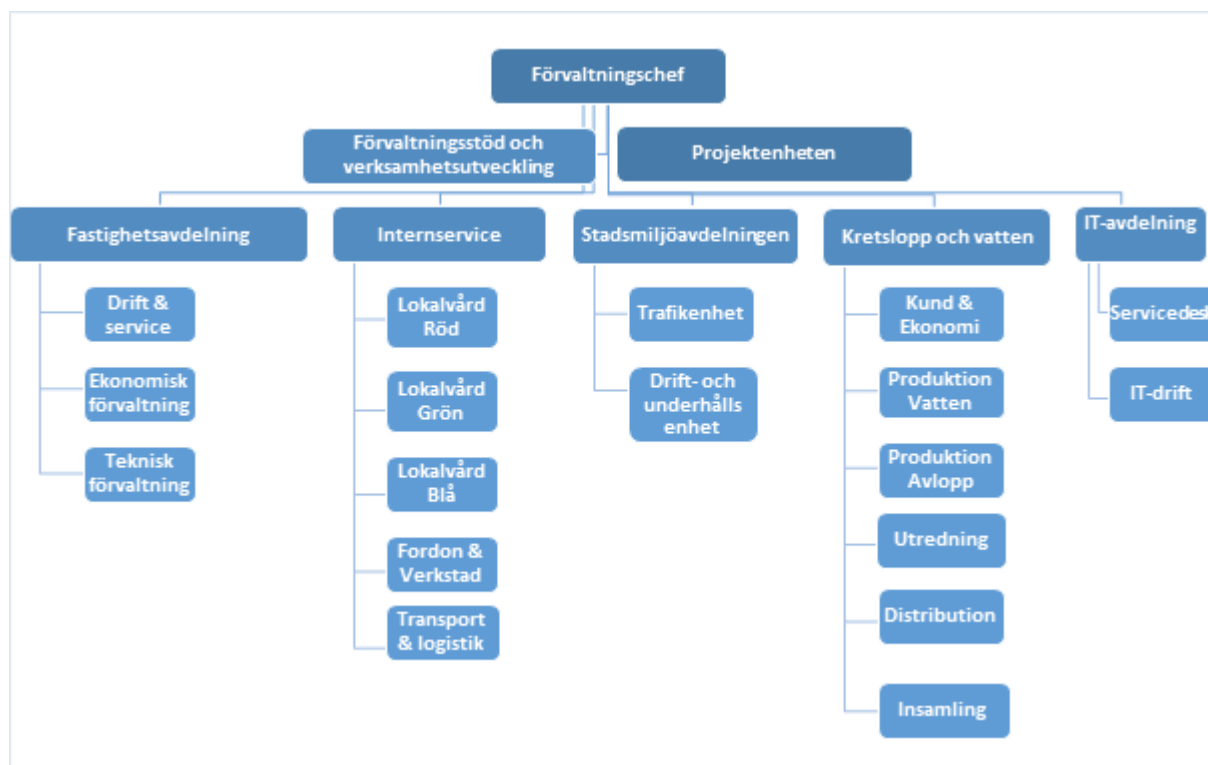 Förvaltningschef
Förvaltningsstöd och
verksamhetsutveckling
Projektenheten
Fastighetsavdelning
Drift &
service
Ekonomisk
förvaltning
Teknisk
förvaltning
Internservice
Lokalvård
Röd
Lokalvård
Grön
Lokalvård
Blå
Fordon &
Verkstad
Transport
& logistik
Stadsmiljöavdelningen
Trafikenhet
Drift- och
underhålls
enhet
Kretslopp och vatten
Kund &
Ekonomi
Produktion
Vatten
Produktion
Avlopp
Utredning
Distribution
Insamling
IT-avdelning
Servicedesk
IT-drift